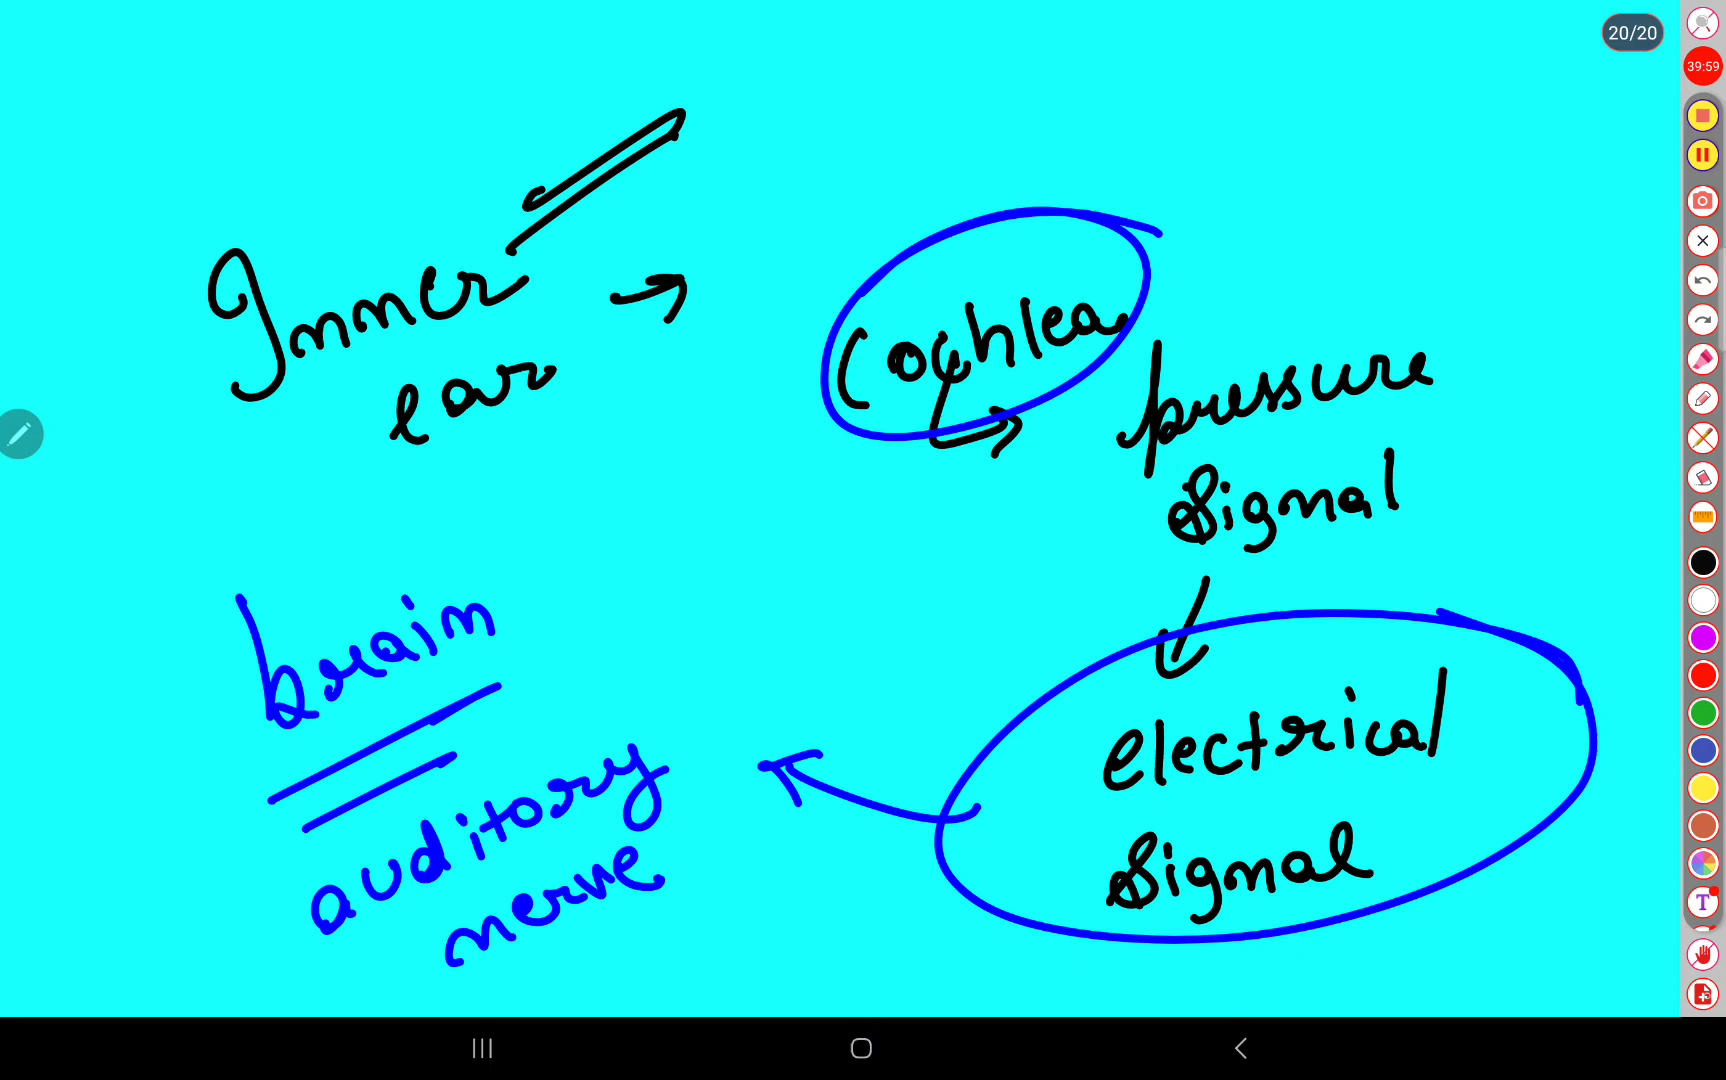 20/20
39:59
Inner
ear
→
Cochlea
pressure
Signal
electrical
Signal
brain
auditory
nerve
T